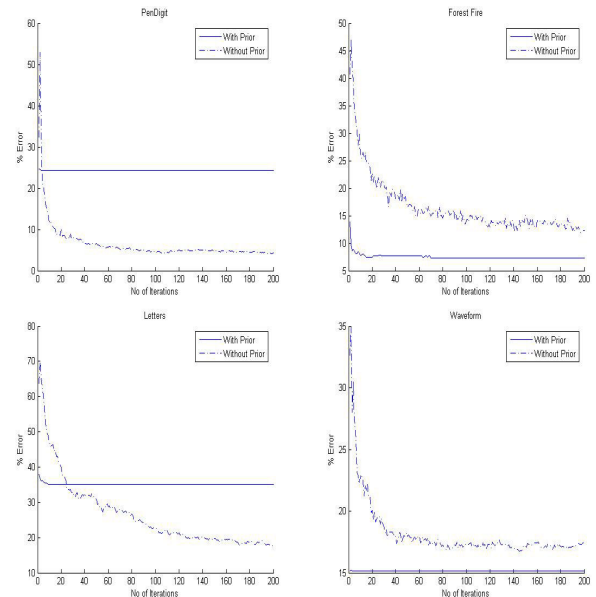 PenDigit
60
50
40
30
20
10
0
% Error
With Prior
Without Prior
0 20 40 60 80 100 120 140 160 180 200
No of Iterations
Forest Fire
50
45
40
35
30
25
20
15
10
5
% Error
With Prior
Without Prior
0 20 40 60 80 100 120 140 160 180 200
No of Iterations
Letters
80
70
60
50
40
30
20
10
% Error
With Prior
Without Prior
0 20 40 60 80 100 120 140 160 180 200
No of Iterations
Waveform
35
30
25
20
15
% Error
With Prior
Without Prior
0 20 40 60 80 100 120 140 160 180 200
No of Iterations